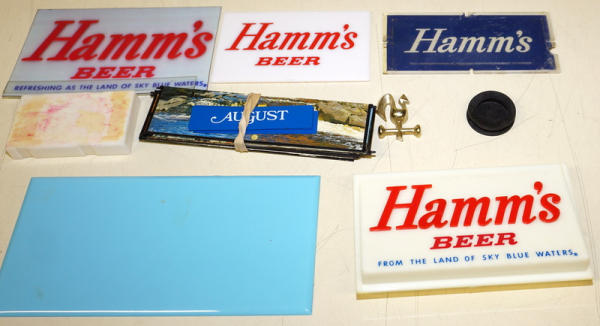 Hamm's
BEER
REFRESHING AS THE LAND OF SKY BLUE WATERS®
Hamm's
BEER
Hamm's
AUGUST
Hamm's
BEER
FROM THE LAND OF SKY BLUE WATERS®